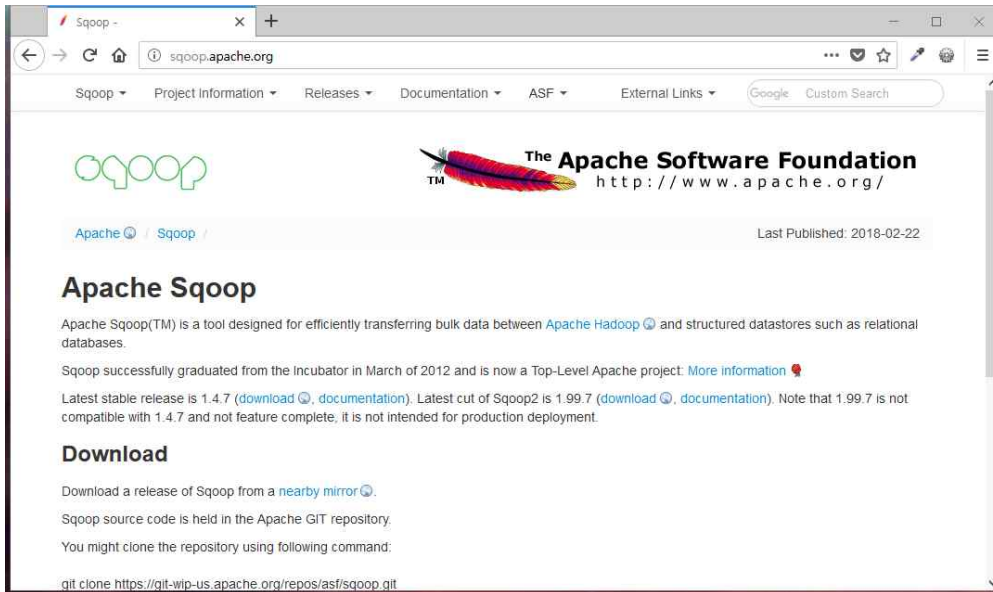 Sqoop -
sqoop.apache.org
Sqoop Project Information Releases Documentation ASF External Links Google Custom Search
sqoop
TM
The Apache Software Foundation
http://www.apache.org/
Apache / Sqoop /
Last Published: 2018-02-22
Apache Sqoop
Apache Sqoop(TM) is a tool designed for efficiently transferring bulk data between Apache Hadoop and structured datastores such as relational
databases.
Sqoop successfully graduated from the Incubator in March of 2012 and is now a Top-Level Apache project: More information
Latest stable release is 1.4.7 (download, documentation). Latest cut of Sqoop2 is 1.99.7 (download, documentation). Note that 1.99.7 is not
compatible with 1.4.7 and not feature complete, it is not intended for production deployment.
Download
Download a release of Sqoop from a nearby mirror.
Sqoop source code is held in the Apache GIT repository.
You might clone the repository using following command:
git clone https://git-wip-us.apache.org/repos/asf/sqoop.git